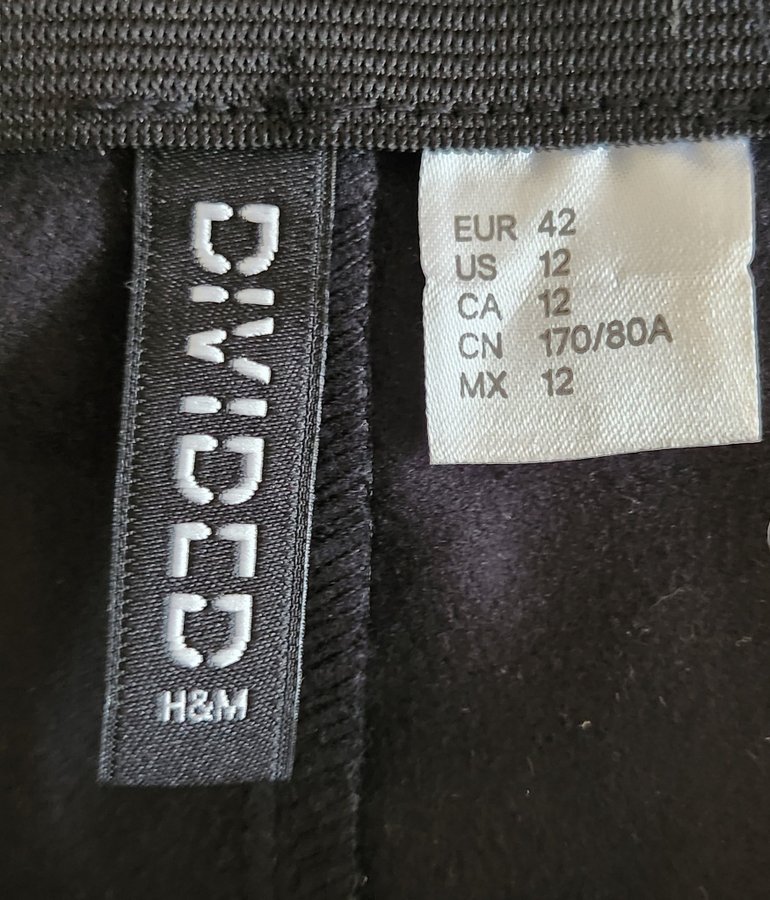 DIVIDED
H&M
EUR 42
US 12
CA 12
CN 170/80A
MX 12